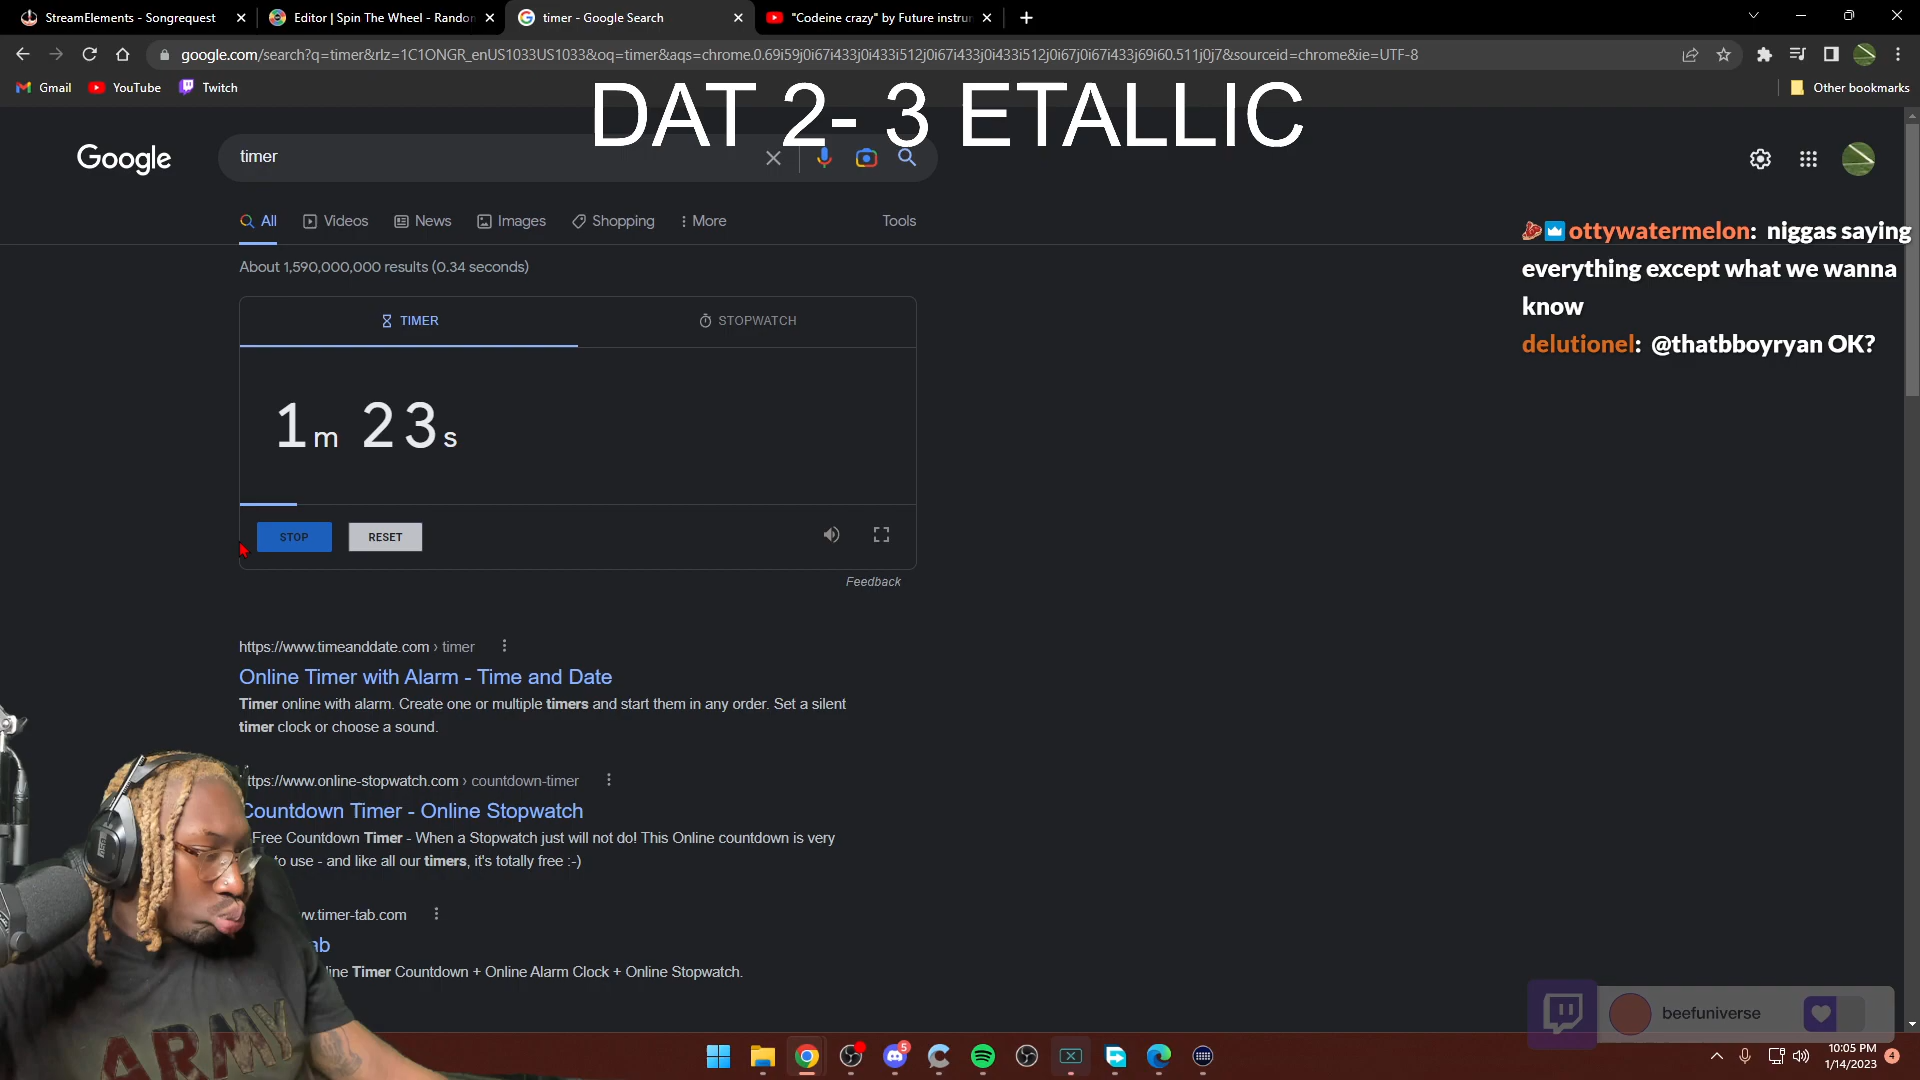 StreamElements - Songrequest
Editor | Spin The Wheel - Random
timer - Google Search
"Codeine crazy" by Future instru
google.com/search?q=timer&rlz=1C1ONGR_enUS1033US1033&oq=timer&aqs=chrome.0.69i59j0i67i433j0i433i512j0i67i433j0i433i512j0i67j0i67i433j69i60.511j0j7&sourceid=chrome&ie=UTF-8
Gmail
YouTube
Twitch
Other bookmarks
DAT 2- 3 ETALLIC
Google
timer
All
Videos
News
Images
Shopping
More
Tools
About 1,590,000,000 results (0.34 seconds)
ottywatermelon: niggas saying
everything except what we wanna
know
delutionel: @thatbboyryan OK?
TIMER
STOPWATCH
1m 23s
STOP
RESET
Feedback
https://www.timeanddate.com › timer
Online Timer with Alarm - Time and Date
Timer online with alarm. Create one or multiple timers and start them in any order. Set a silent
timer clock or choose a sound.
ttps://www.online-stopwatch.com › countdown-timer
Countdown Timer - Online Stopwatch
Free Countdown Timer - When a Stopwatch just will not do! This Online countdown is very
to use - and like all our timers, it's totally free :-)
w.timer-tab.com
ab
line Timer Countdown + Online Alarm Clock + Online Stopwatch.
ARMY
beefuniverse
5
10:05 PM
1/14/2023
4